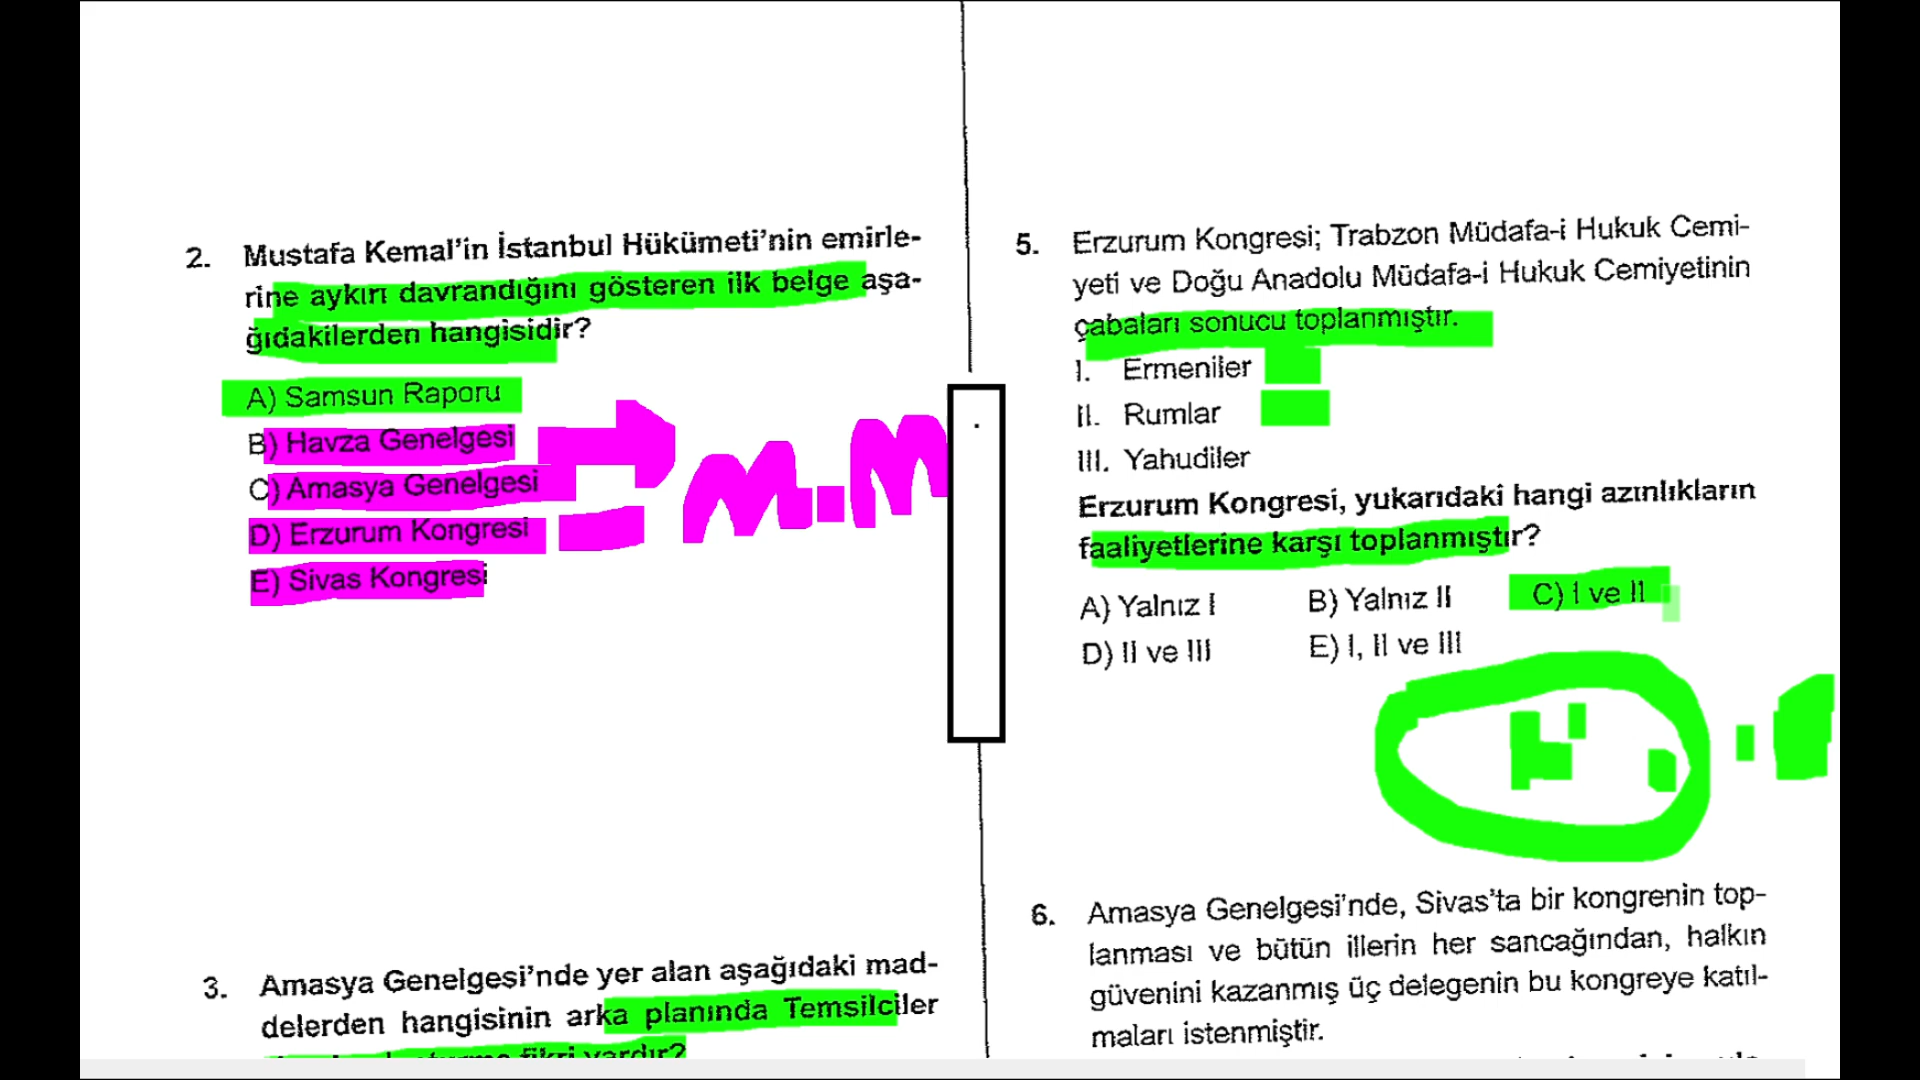 2. Mustafa Kemal'in İstanbul Hükümeti'nin emirle-
rine aykırı davrandığını gösteren ilk belge aşa-
ğıdakilerden hangisidir?
A) Samsun Raporu
B) Havza Genelgesi
C) Amasya Genelgesi
D) Erzurum Kongresi
E) Sivas Kongresi
M.M
3. Amasya Genelgesi'nde yer alan aşağıdaki mad-
delerden hangisinin arka planında Temsilciler
fikri vardır?
5. Erzurum Kongresi; Trabzon Müdafa-i Hukuk Cemi-
yeti ve Doğu Anadolu Müdafa-i Hukuk Cemiyetinin
çabaları sonucu toplanmıştır.
I. Ermeniler
II. Rumlar
III. Yahudiler
Erzurum Kongresi, yukarıdaki hangi azınlıkların
faaliyetlerine karşı toplanmıştır?
A) Yalnız I B) Yalnız II C) I ve II
D) II ve III E) I, II ve III
6. Amasya Genelgesi'nde, Sivas'ta bir kongrenin top-
lanması ve bütün illerin her sancağından, halkın
güvenini kazanmış üç delegenin bu kongreye katıl-
maları istenmiştir.